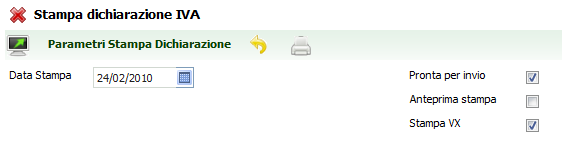 Stampa dichiarazione IVA
Parametri Stampa Dichiarazione
Data Stampa 24/02/2010 Pronta per invio
Anteprima stampa
Stampa VX